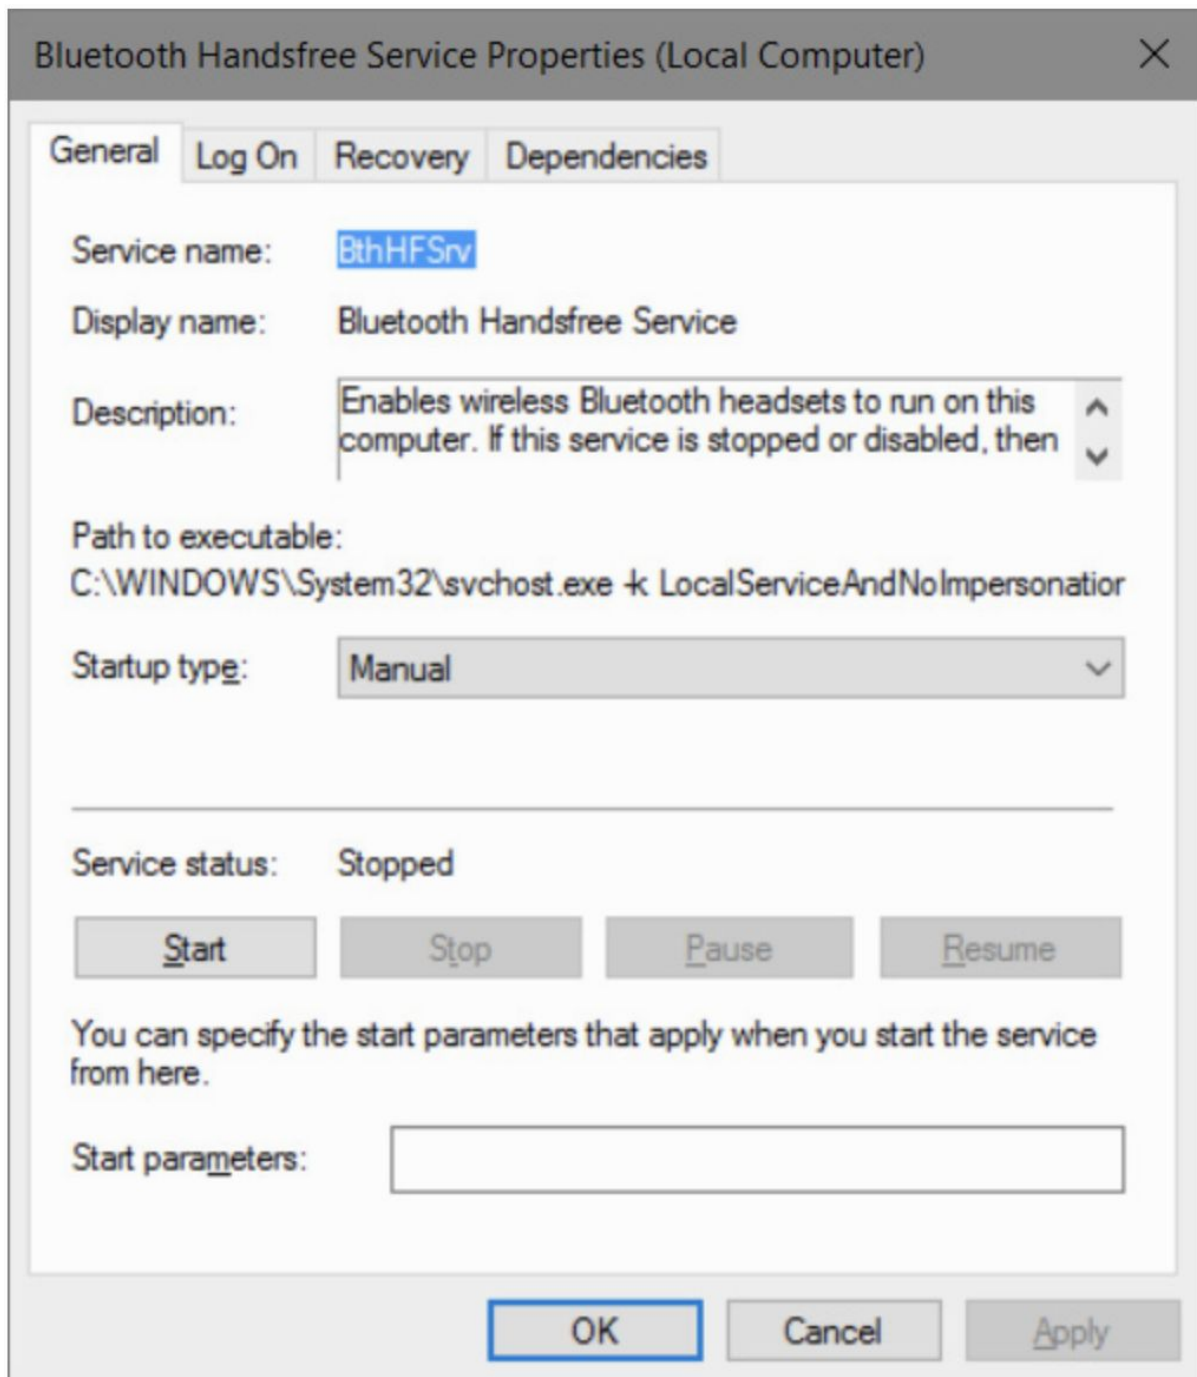 Bluetooth Handsfree Service Properties (Local Computer)
General Log On Recovery Dependencies
Service name: BthHFSrv
Display name: Bluetooth Handsfree Service
Description: Enables wireless Bluetooth headsets to run on this
computer. If this service is stopped or disabled, then
Path to executable:
C:\WINDOWS\System32\svchost.exe -k LocalServiceAndNoImpersonation
Startup type: Manual
Service status: Stopped
Start Stop Pause Resume
You can specify the start parameters that apply when you start the service
from here.
Start parameters:
OK Cancel Apply